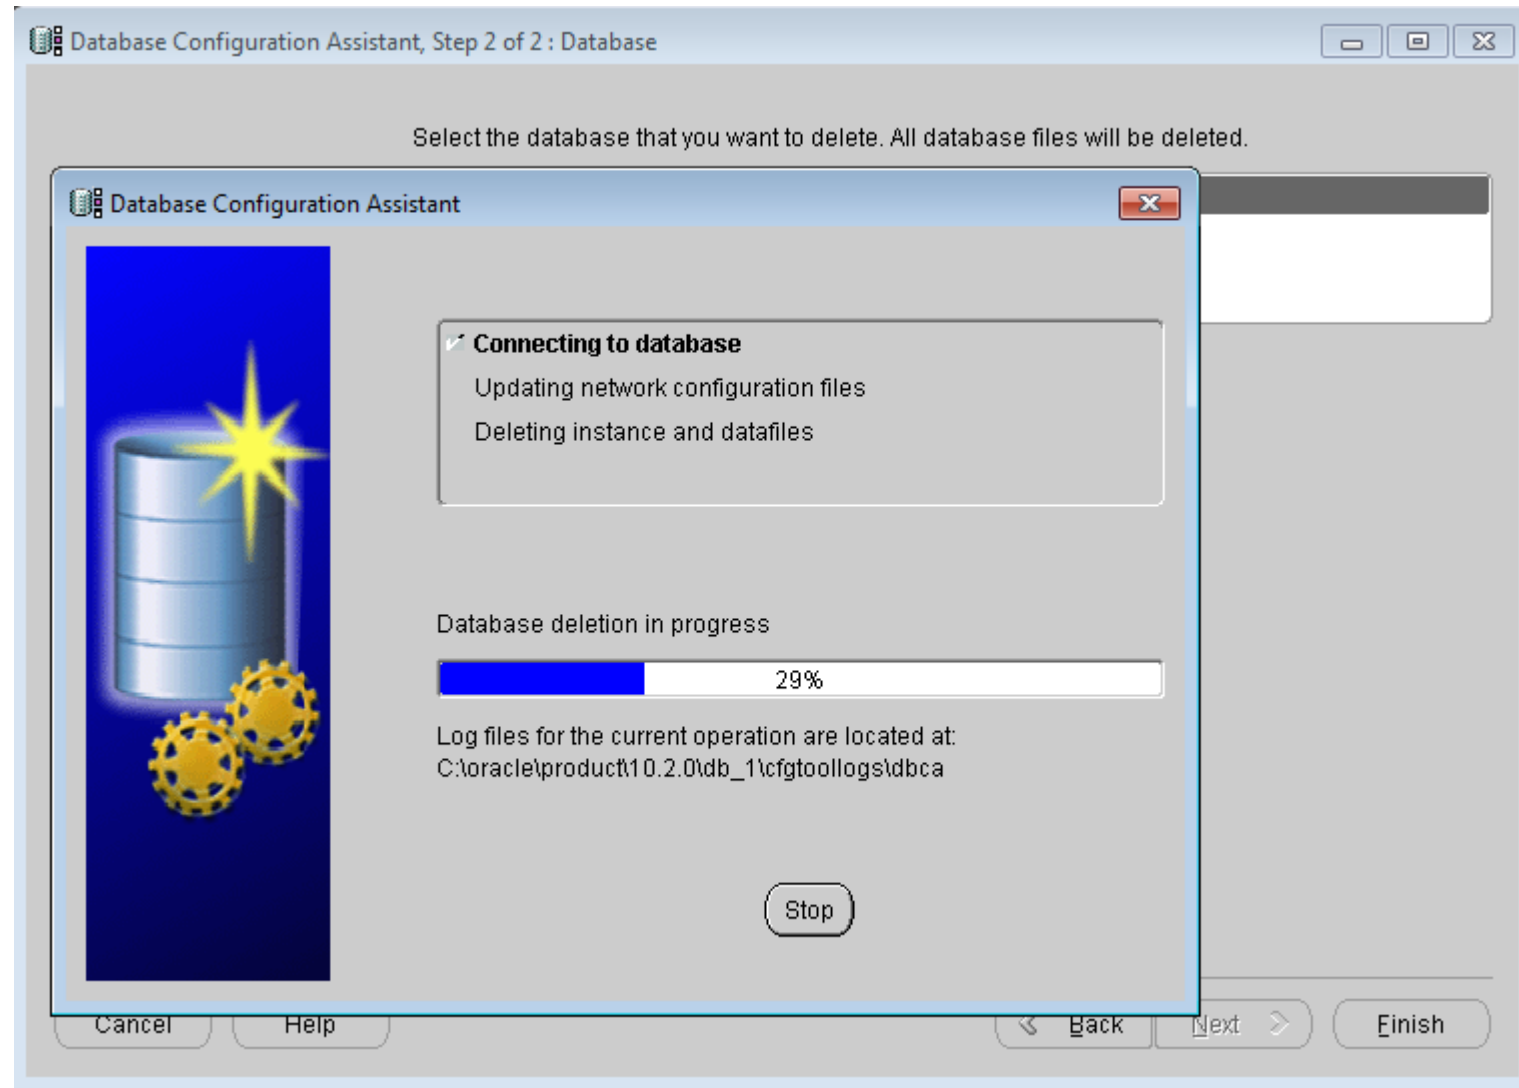 Database Configuration Assistant, Step 2 of 2 : Database
Select the database that you want to delete. All database files will be deleted.
Database Configuration Assistant
Connecting to database
Updating network configuration files
Deleting instance and datafiles
Database deletion in progress
29%
Log files for the current operation are located at:
C:\oracle\product\10.2.0\db_1\cfgtoollogs\dbca
Stop
Cancel Help Back Next Finish